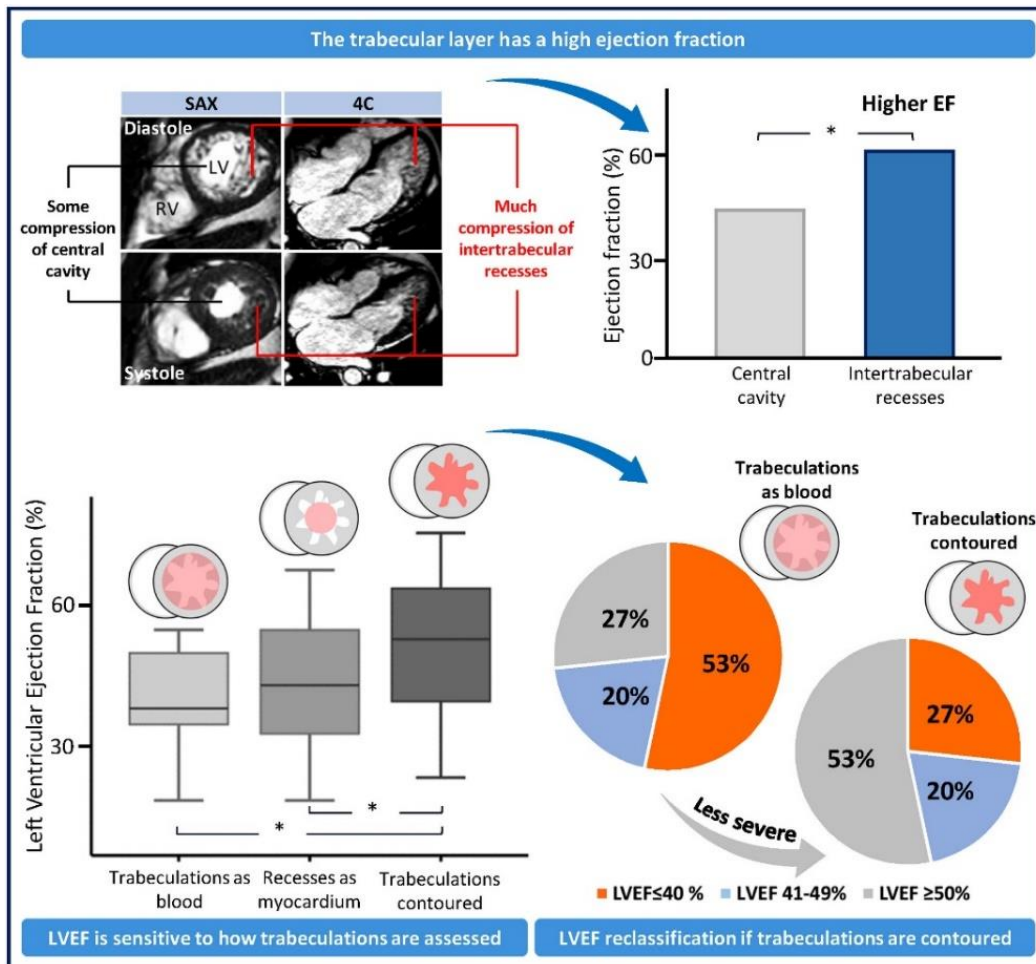 The trabecular layer has a high ejection fraction
SAX
4C
Diastole
LV
RV
Systole
Some
compression
of central
cavity
Much
compression of
intertrabecular
recesses
Higher EF
*
Ejection fraction (%)
60
30
0
Central
cavity
Intertrabecular
recesses
Left Ventricular Ejection Fraction (%)
60
30
*
*
Trabeculations as
blood
Recesses as
myocardium
Trabeculations
contoured
Trabeculations
as blood
27%
53%
20%
Trabeculations
contoured
27%
53%
20%
Less severe
LVEF≤40 %
LVEF 41-49%
LVEF ≥50%
LVEF is sensitive to how trabeculations are assessed
LVEF reclassification if trabeculations are contoured